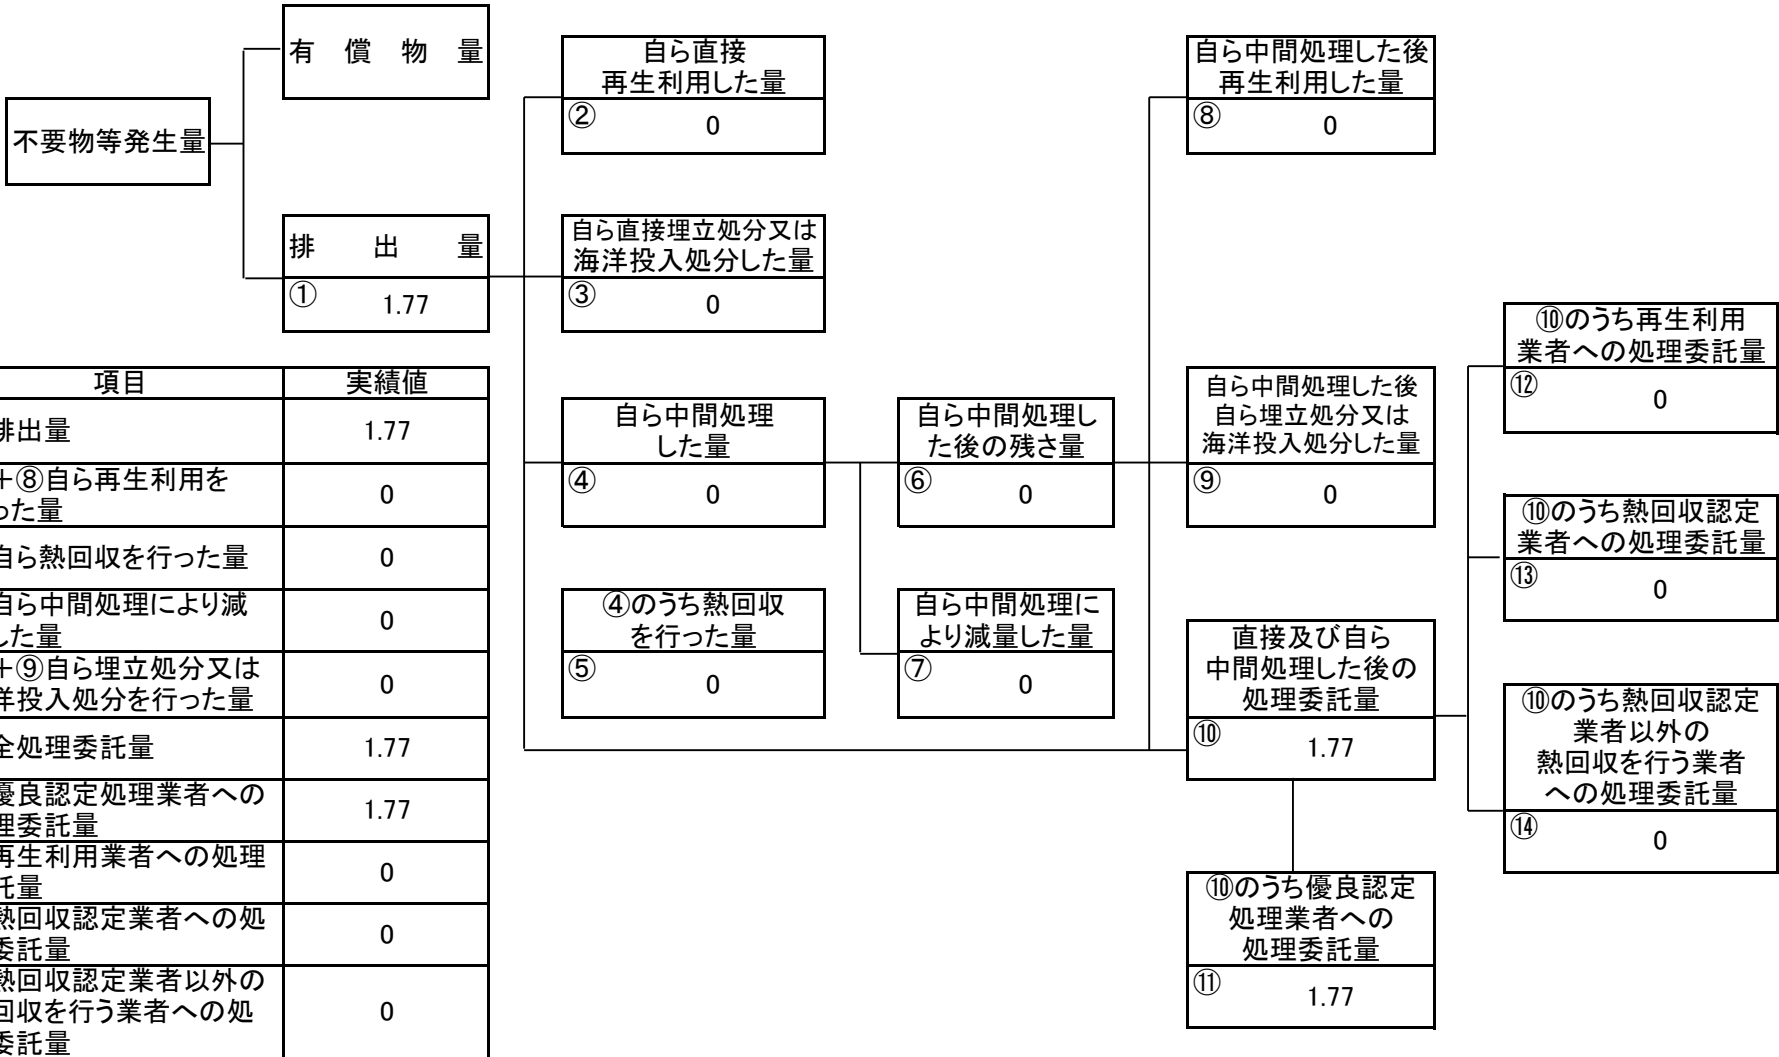 有 償 物 量
不要物等発生量
排 出 量
① 1.77
自ら直接
再生利用した量
② 0
自ら直接埋立処分又は
海洋投入処分した量
③ 0
自ら中間処理
した量
④ 0
④のうち熱回収
を行った量
⑤ 0
自ら中間処理し
た後の残さ量
⑥ 0
自ら中間処理に
より減量した量
⑦ 0
自ら中間処理した後
再生利用した量
⑧ 0
自ら中間処理した後
自ら埋立処分又は
海洋投入処分した量
⑨ 0
直接及び自ら
中間処理した後の
処理委託量
⑩ 1.77
⑩のうち優良認定
処理業者への
処理委託量
⑪ 1.77
⑩のうち再生利用
業者への処理委託量
⑫ 0
⑩のうち熱回収認定
業者への処理委託量
⑬ 0
⑩のうち熱回収認定
業者以外の
熱回収を行う業者
への処理委託量
⑭ 0
項目 実績値
排出量 1.77
+⑧自ら再生利用を
った量 0
自ら熱回収を行った量 0
自ら中間処理により減
した量 0
+⑨自ら埋立処分又は
洋投入処分を行った量 0
全処理委託量 1.77
優良認定処理業者への
理委託量 1.77
再生利用業者への処理
託量 0
熱回収認定業者への処
委託量 0
熱回収認定業者以外の
回収を行う業者への処
委託量 0